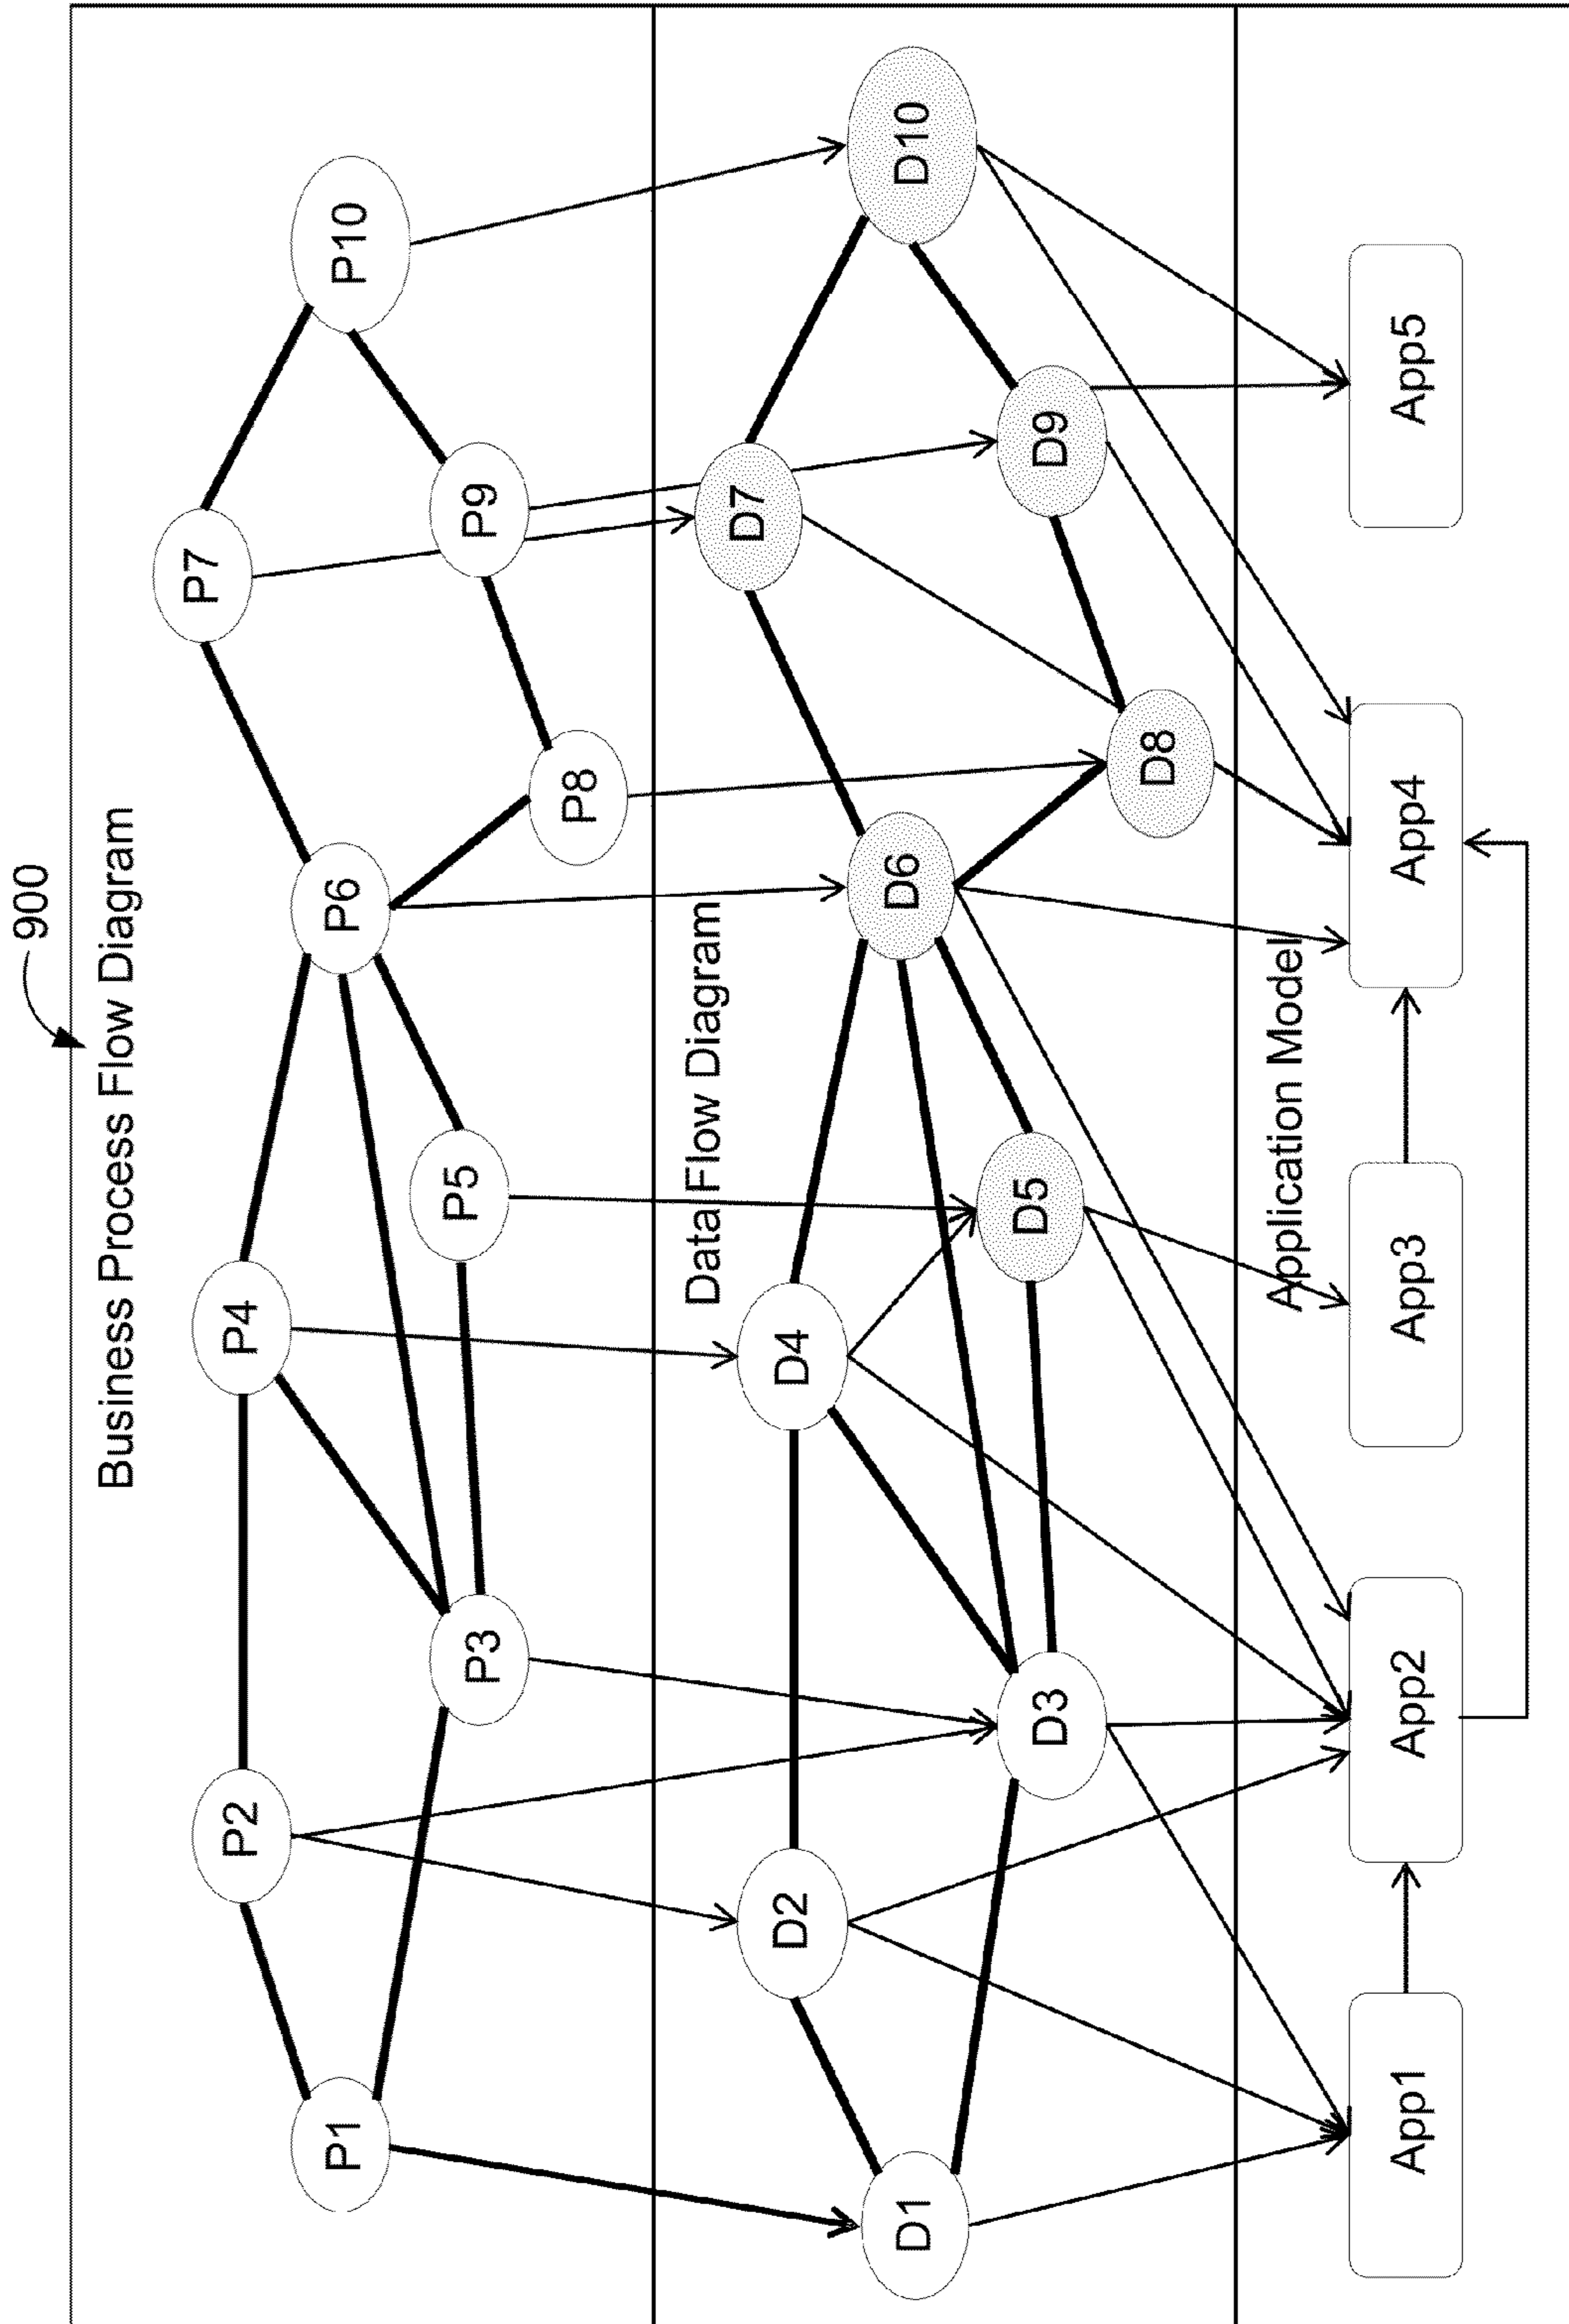 900
Business Process Flow Diagram
P1
P2
P3
P4
P5
P6
P7
P8
P9
P10
Data Flow Diagram
D1
D2
D3
D4
D5
D6
D7
D8
D9
D10
Application Model
App1
App2
App3
App4
App5